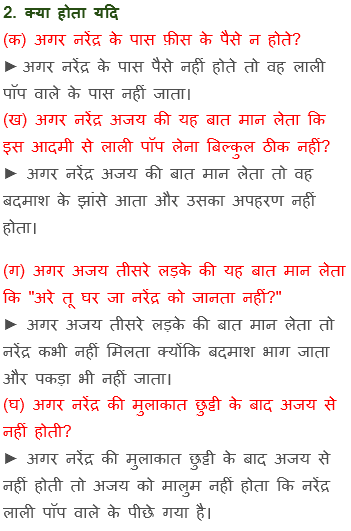 2. क्या होता यदि
(क) अगर नरेंद्र के पास फ़ीस के पैसे न होते?
► अगर नरेंद्र के पास पैसे नहीं होते तो वह लाली
पॉप वाले के पास नहीं जाता।
(ख) अगर नरेंद्र अजय की यह बात मान लेता कि
इस आदमी से लाली पॉप लेना बिल्कुल ठीक नहीं?
► अगर नरेंद्र अजय की बात मान लेता तो वह
बदमाश के झांसे आता और उसका अपहरण नहीं
होता।
(ग) अगर अजय तीसरे लड़के की यह बात मान लेता
कि "अरे तू घर जा नरेंद्र को जानता नहीं?"
► अगर अजय तीसरे लड़के की बात मान लेता तो
नरेंद्र कभी नहीं मिलता क्योंकि बदमाश भाग जाता
और पकड़ा भी नहीं जाता।
(घ) अगर नरेंद्र की मुलाकात छुट्टी के बाद अजय से
नहीं होती?
► अगर नरेंद्र की मुलाकात छुट्टी के बाद अजय से
नहीं होती तो अजय को मालुम नहीं होता कि नरेंद्र
लाली पॉप वाले के पीछे गया है।